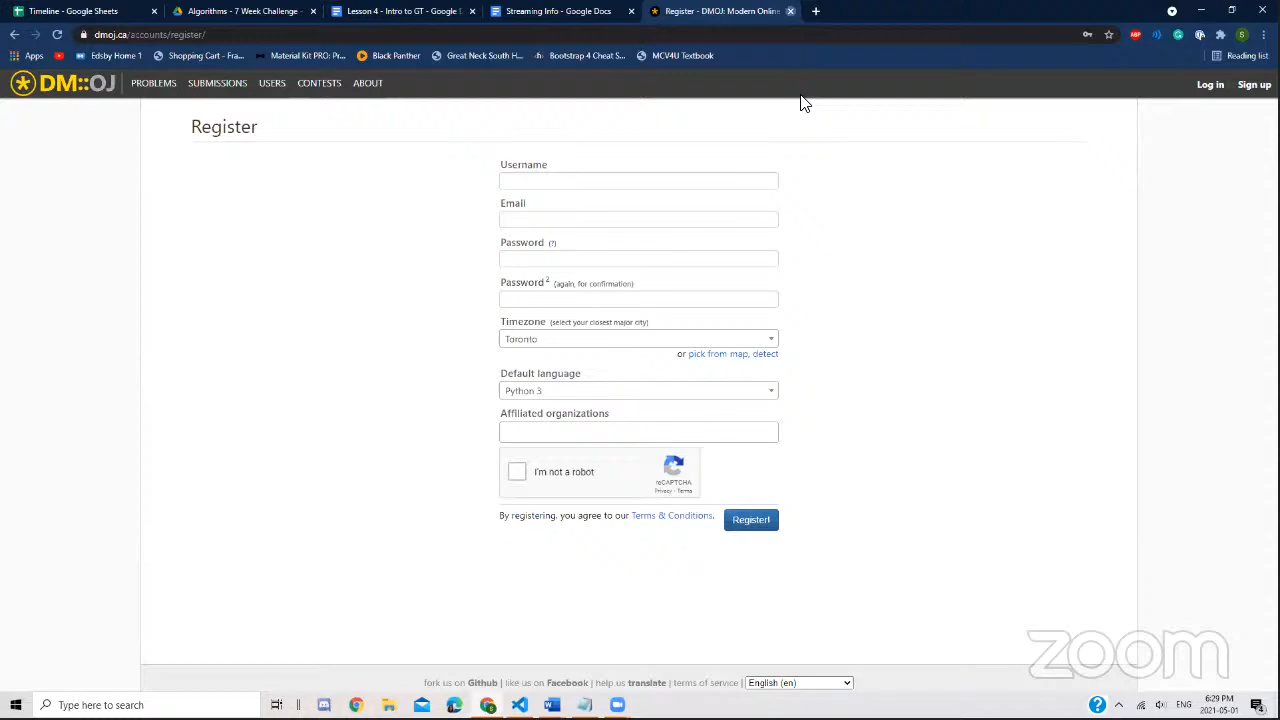 Timeline - Google Sheets
Algorithms - 7 Week Challenge
Lesson 4 - Intro to GT - Google
Streaming Info - Google Docs
Register - DMOJ: Modern Online
dmoj.ca/accounts/register/
ABP
S
Apps
Edsby Home
Shopping Cart - Fra...
Material Kit PRO: Pr...
Black Panther
Great Neck South H...
Bootstrap 4 Cheat S...
MCV4U Textbook
Reading list
DM::OJ
PROBLEMS
SUBMISSIONS
USERS
CONTESTS
ABOUT
Log in
Sign up
Register
Username
Email
Password (?)
Password2 (again, for confirmation)
Timezone (select your closest major city)
Toronto
or pick from map, detect
Default language
Python 3
Affiliated organizations
I'm not a robot
reCAPTCHA
Privacy - Terms
By registering, you agree to our Terms & Conditions.
Register!
zoom
fork us on Github | like us on Facebook | help us translate | terms of service | English (en)
Type here to search
ENG
6:29 PM
2021-05-01